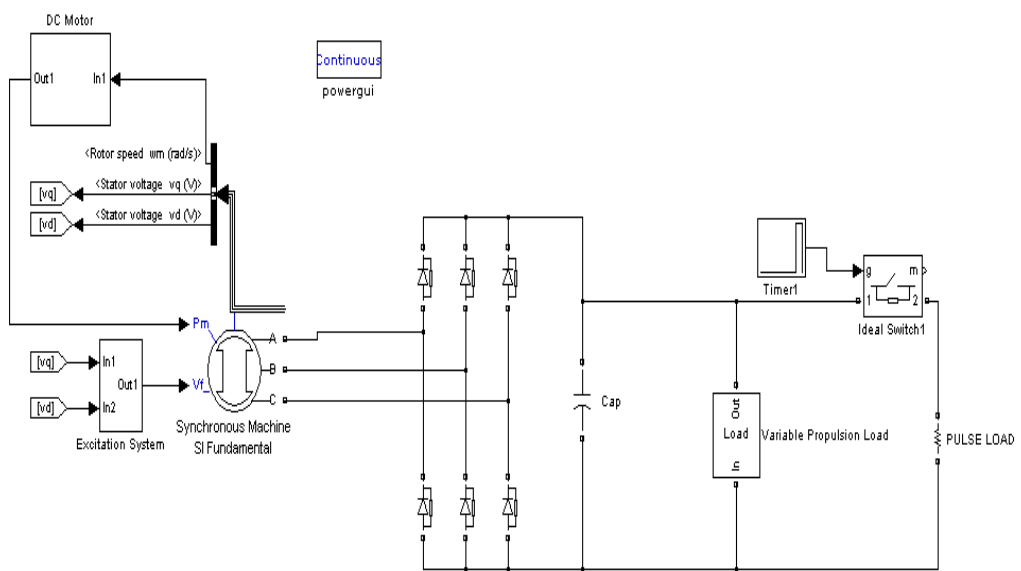 DC Motor
Out1
In1
Continuous
powergui
<Rotor speed wm (rad/s)>
<Stator voltage vq (V)>
[vq]
<Stator voltage vd (V)>
[vd]
Timer1
g
m
1
2
Ideal Switch1
Pm
A
[vq]
In1
Out1
Vf_
B
[vd]
In2
C
Excitation System
Synchronous Machine
SI Fundamental
Cap
Out
Load
In
Variable Propulsion Load
PULSE LOAD